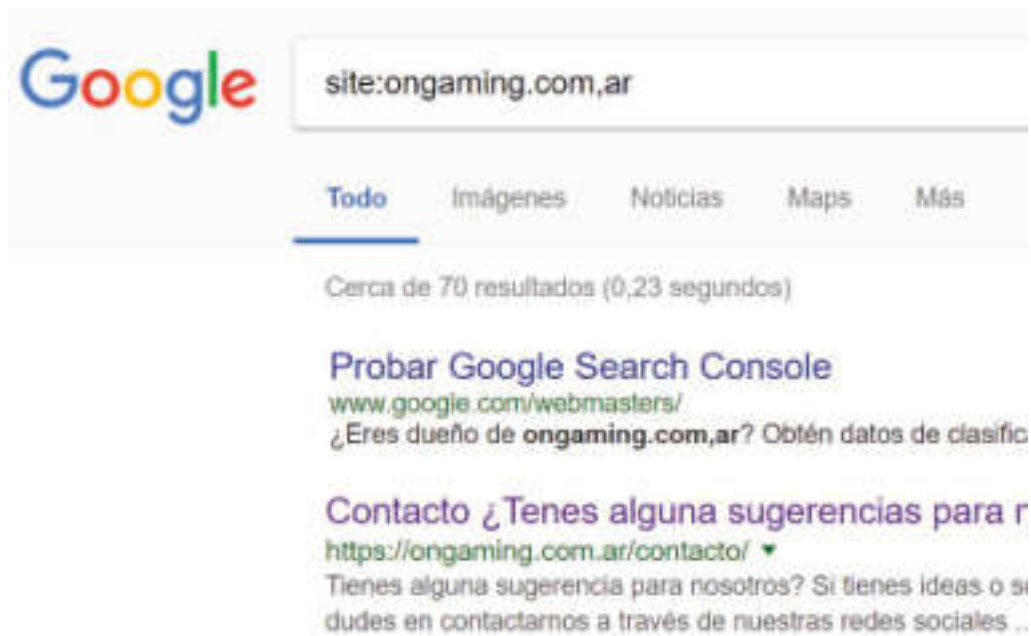 Google
site:ongaming.com,ar
Todo Imágenes Noticias Maps Más
Cerca de 70 resultados (0,23 segundos)
Probar Google Search Console
www.google.com/webmasters/
¿Eres dueño de ongaming.com,ar? Obtén datos de clasific
Contacto ¿Tenes alguna sugerencias para
https://ongaming.com.ar/contacto/
Tienes alguna sugerencia para nosotros? Si tienes ideas o se
dudes en contactarnos a través de nuestras redes sociales ...